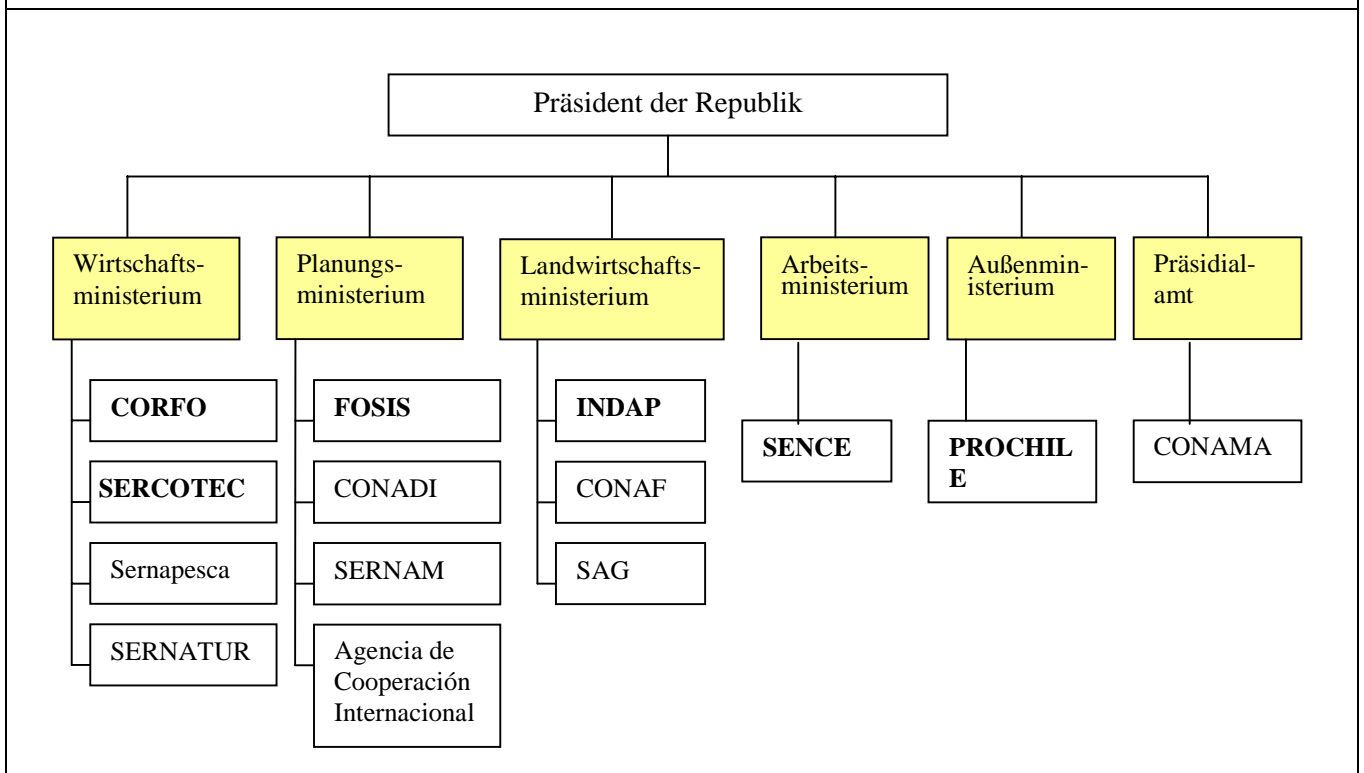 Präsident der Republik
Wirtschafts-
ministerium
Planungs-
ministerium
Landwirtschafts-
ministerium
Arbeits-
ministerium
Außenmin-
isterium
Präsidial-
amt
CORFO
SERCOTEC
Sernapesca
SERNATUR
FOSIS
CONADI
SERNAM
Agencia de
Cooperación
Internacional
INDAP
CONAF
SAG
SENCE
PROCHIL
E
CONAMA